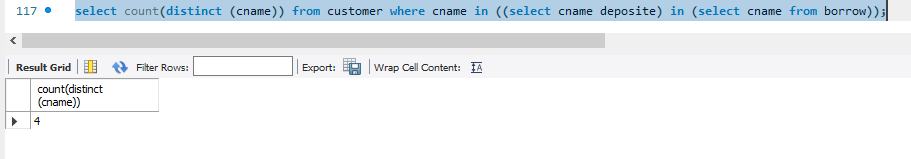 117 select count(distinct (cname)) from customer where cname in ((select cname deposite) in (select cname from borrow));
Result Grid Filter Rows: Export: Wrap Cell Content: IA
count(distinct
(cname))
4